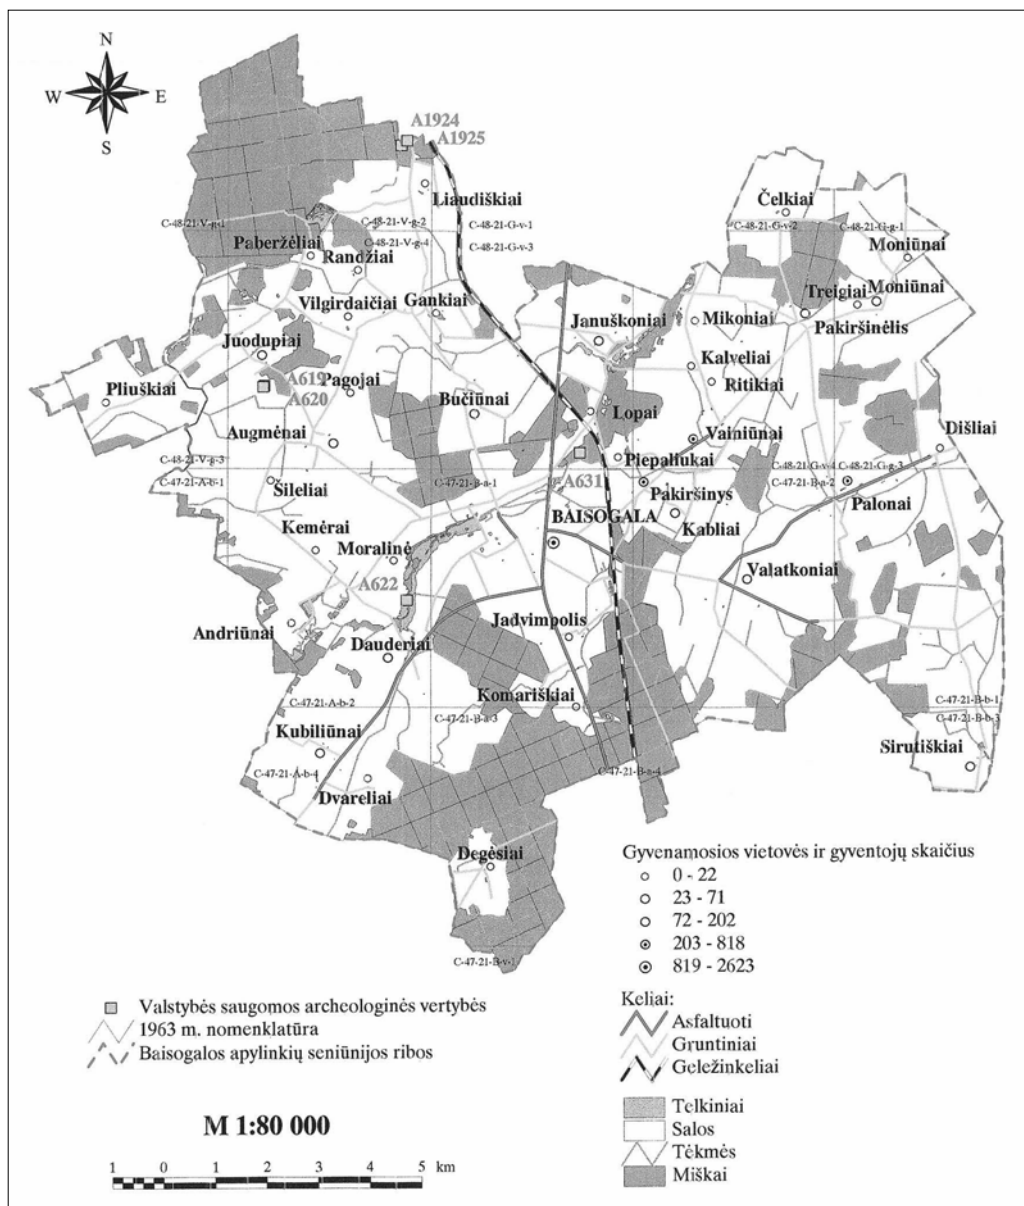 N
W E
S
A1924
A1925
Liaudiškiai
Čelkiai
C-48-21-V-g-1
C-48-21-V-g-2
C-48-21-G-v-1
C-48-21-G-v-2
C-48-21-G-g-1
C-48-21-V-g-4
C-48-21-G-v-3
Paberžėliai
Randžiai
Moniūnai
Vilgirdaičiai
Gankiai
Treigiai
Moniūnai
Januškoniai
Mikoniai
Pakiršinėlis
Juodupiai
Kalveliai
A619
A620
Pagojai
Ritikiai
Pliuškiai
Bučiūnai
Lopai
Augmėnai
Vainiūnai
Dišliai
Piepaliukai
C-48-21-V-g-3
C-48-21-G-v-4
C-48-21-G-g-3
C-47-21-A-b-1
C-47-21-B-a-1
A631
C-47-21-B-a-2
Sileliai
Pakiršinys
Palonai
BAISOGALA
Kabliai
Kemėrai
Moralinė
Valatkoniai
A622
Andriūnai
Jadvimpolis
Dauderiai
Komariškiai
C-47-21-A-b-2
C-47-21-B-a-3
C-47-21-B-b-1
C-47-21-B-b-3
Kubiliūnai
Sirutiškiai
C-47-21-A-b-4
C-47-21-B-a-4
Dvareliai
Degėsiai
C-47-21-B-v-1
Gyvenamosios vietovės ir gyventojų skaičius
0 - 22
23 - 71
72 - 202
203 - 818
819 - 2623
Valstybės saugomos archeologinės vertybės
1963 m. nomenklatūra
Baisogalos apylinkių seniūnijos ribos
Keliai:
Asfaltuoti
Gruntiniai
Geležinkeliai
Telkiniai
Salos
Tėkmės
Miškai
M 1:80 000
1 0 1 2 3 4 5 km